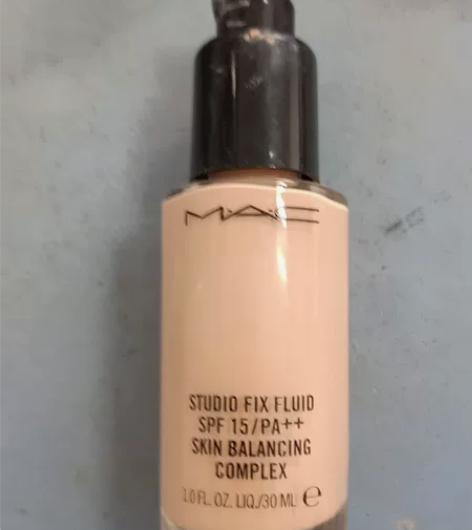 M·A·C
STUDIO FIX FLUID
SPF 15/PA++
SKIN BALANCING
COMPLEX
1.0 FL. OZ. LIQ./30 ML ℮